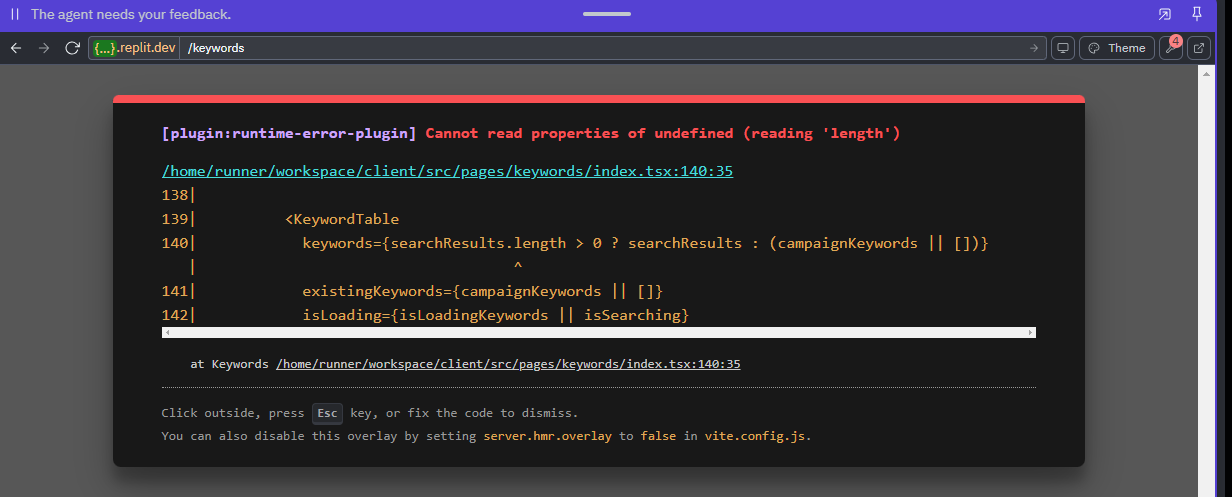 The agent needs your feedback.
{...}.replit.dev /keywords Theme 4
[plugin:runtime-error-plugin] Cannot read properties of undefined (reading 'length')
/home/runner/workspace/client/src/pages/keywords/index.tsx:140:35
138|
139| <KeywordTable
140| keywords={searchResults.length > 0 ? searchResults : (campaignKeywords || [])}
| ^
141| existingKeywords={campaignKeywords || []}
142| isLoading={isLoadingKeywords || isSearching}
at Keywords /home/runner/workspace/client/src/pages/keywords/index.tsx:140:35
Click outside, press Esc key, or fix the code to dismiss.
You can also disable this overlay by setting server.hmr.overlay to false in vite.config.js.